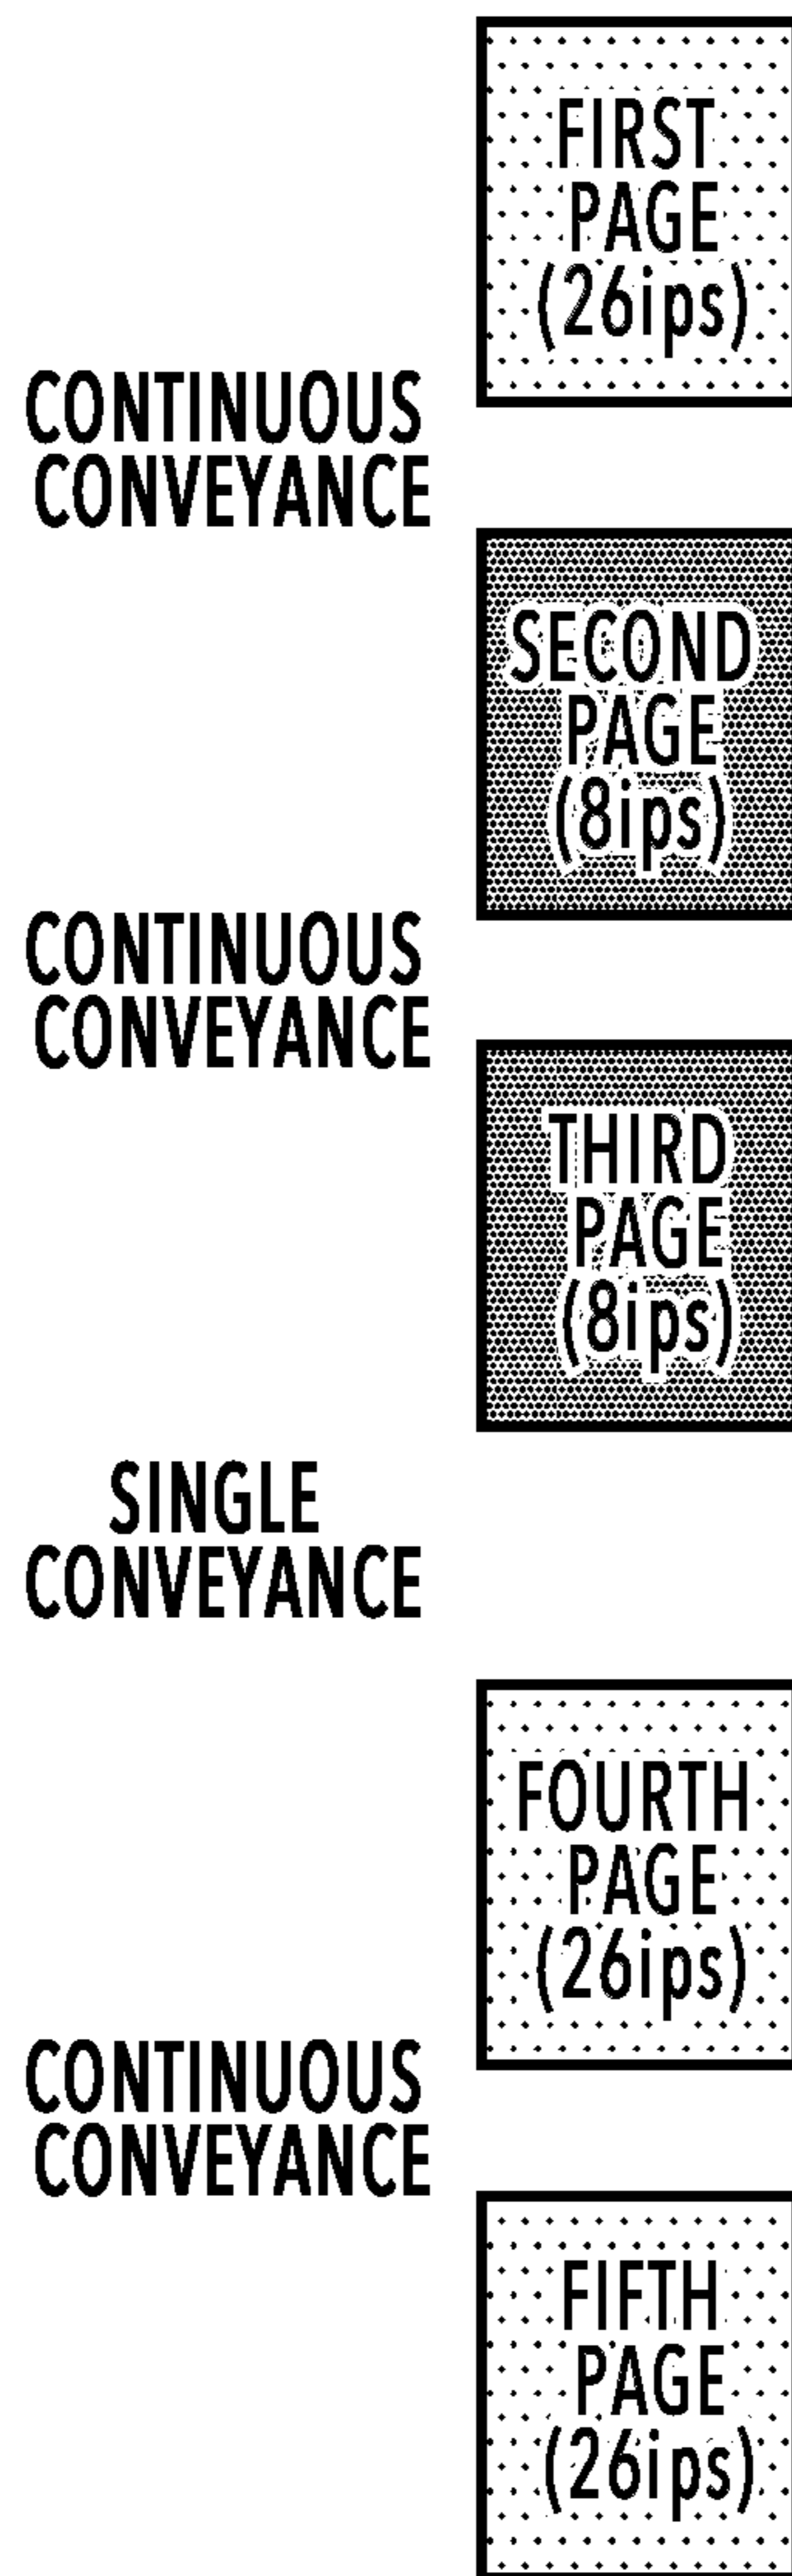 FIRST
PAGE
(26ips)
CONTINUOUS
CONVEYANCE
SECOND
PAGE
(8ips)
CONTINUOUS
CONVEYANCE
THIRD
PAGE
(8ips)
SINGLE
CONVEYANCE
FOURTH
PAGE
(26ips)
CONTINUOUS
CONVEYANCE
FIFTH
PAGE
(26ips)